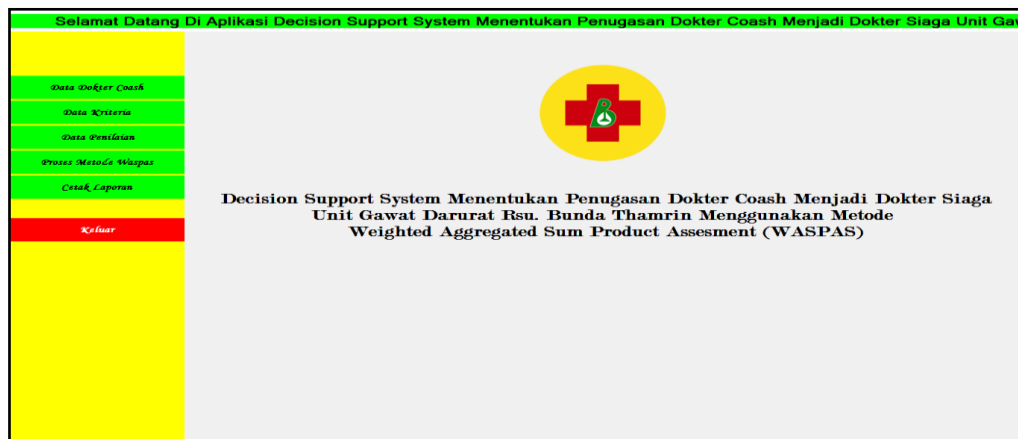 Selamat Datang Di Aplikasi Decision Support System Menentukan Penugasan Dokter Coash Menjadi Dokter Siaga Unit Gaw
Data Dokter Coash
Data Kriteria
Data Penilaian
Proses Metode Waspas
Cetak Laporan
Keluar
B
Decision Support System Menentukan Penugasan Dokter Coash Menjadi Dokter Siaga
Unit Gawat Darurat Rsu. Bunda Thamrin Menggunakan Metode
Weighted Aggregated Sum Product Assesment (WASPAS)